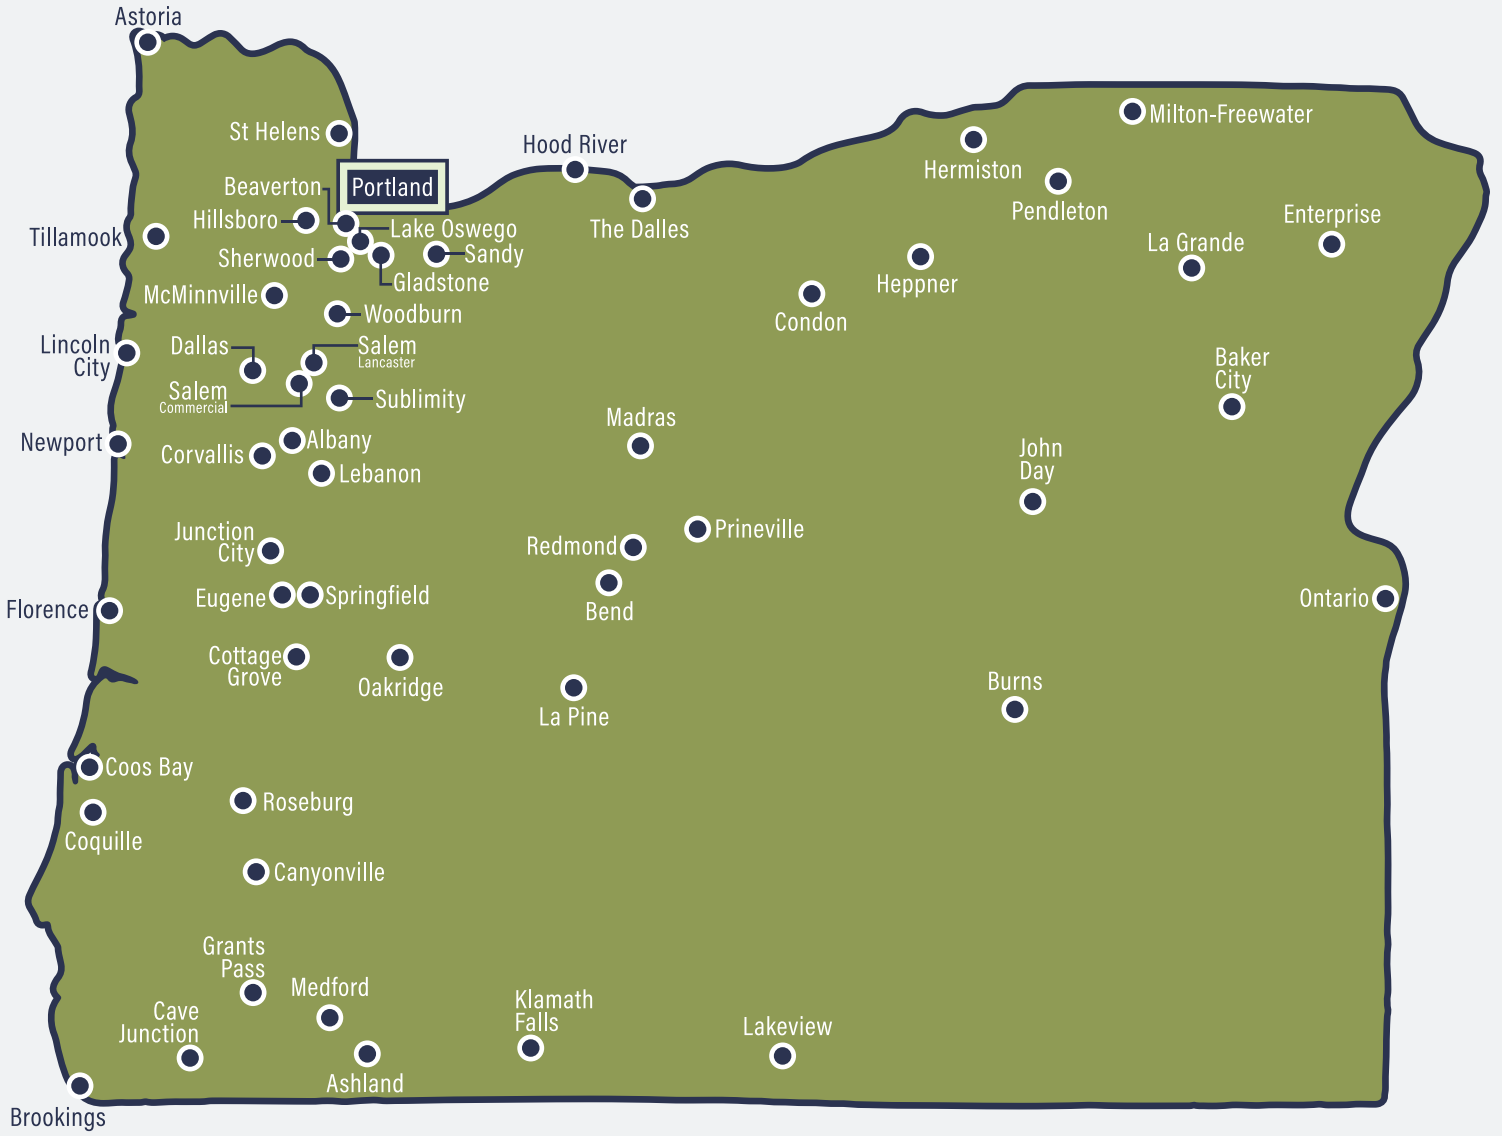 Astoria
St Helens
Hood River
Milton-Freewater
Hermiston
Beaverton
Portland
Pendleton
Hillsboro
Lake Oswego
The Dalles
Enterprise
Tillamook
La Grande
Sherwood
Sandy
Gladstone
Heppner
McMinnville
Woodburn
Condon
Lincoln
City
Dallas
Salem
Lancaster
Baker
City
Salem
Commercial
Sublimity
Madras
Newport
Albany
Corvallis
John
Day
Lebanon
Junction
City
Prineville
Redmond
Eugene
Springfield
Bend
Ontario
Florence
Cottage
Grove
Oakridge
Burns
La Pine
Coos Bay
Roseburg
Coquille
Canyonville
Grants
Pass
Medford
Klamath
Falls
Cave
Junction
Lakeview
Ashland
Brookings